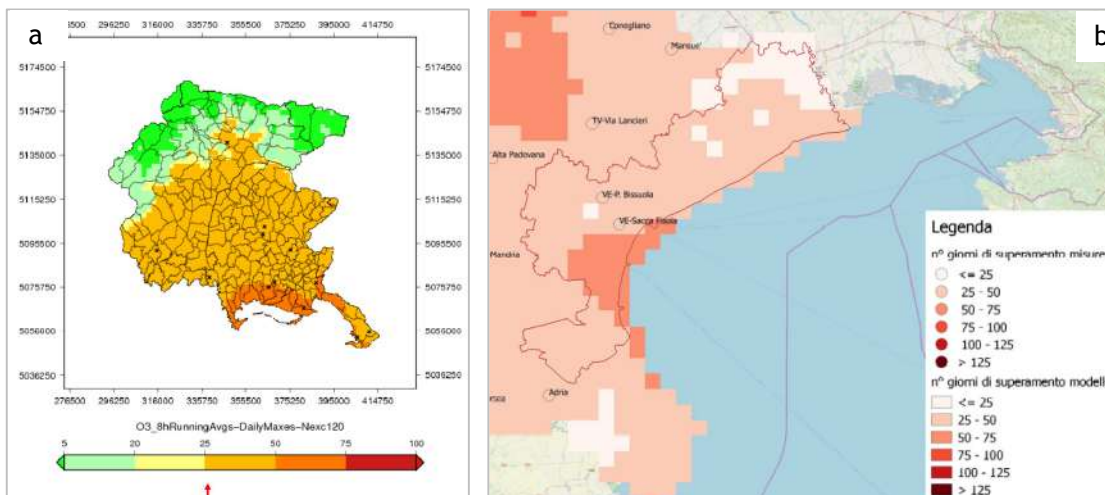 a
500 296250 316000 335750 355500 375250 395000 414750
5174500 5174500
5154750 5154750
5135000 5135000
5115250 5115250
5095500 5095500
5075750 5075750
5056000 5056000
5036250 5036250
276500 296250 316000 335750 355500 375250 395000 414750
O3_8hRunningAvgs-DailyMaxes-Nexc120
5 20 25 50 75 100
b
Conegliano
Mansue'
TV-Via Lancieri
Alta Padovana
VE-P. Bissuola
VE-Sacca Fisola
Mandria
Adria
Legenda
n° giorni di superamento misure
<= 25
25 - 50
50 - 75
75 - 100
100 - 125
> 125
n° giorni di superamento modell
<= 25
25 - 50
50 - 75
75 - 100
100 - 125
> 125